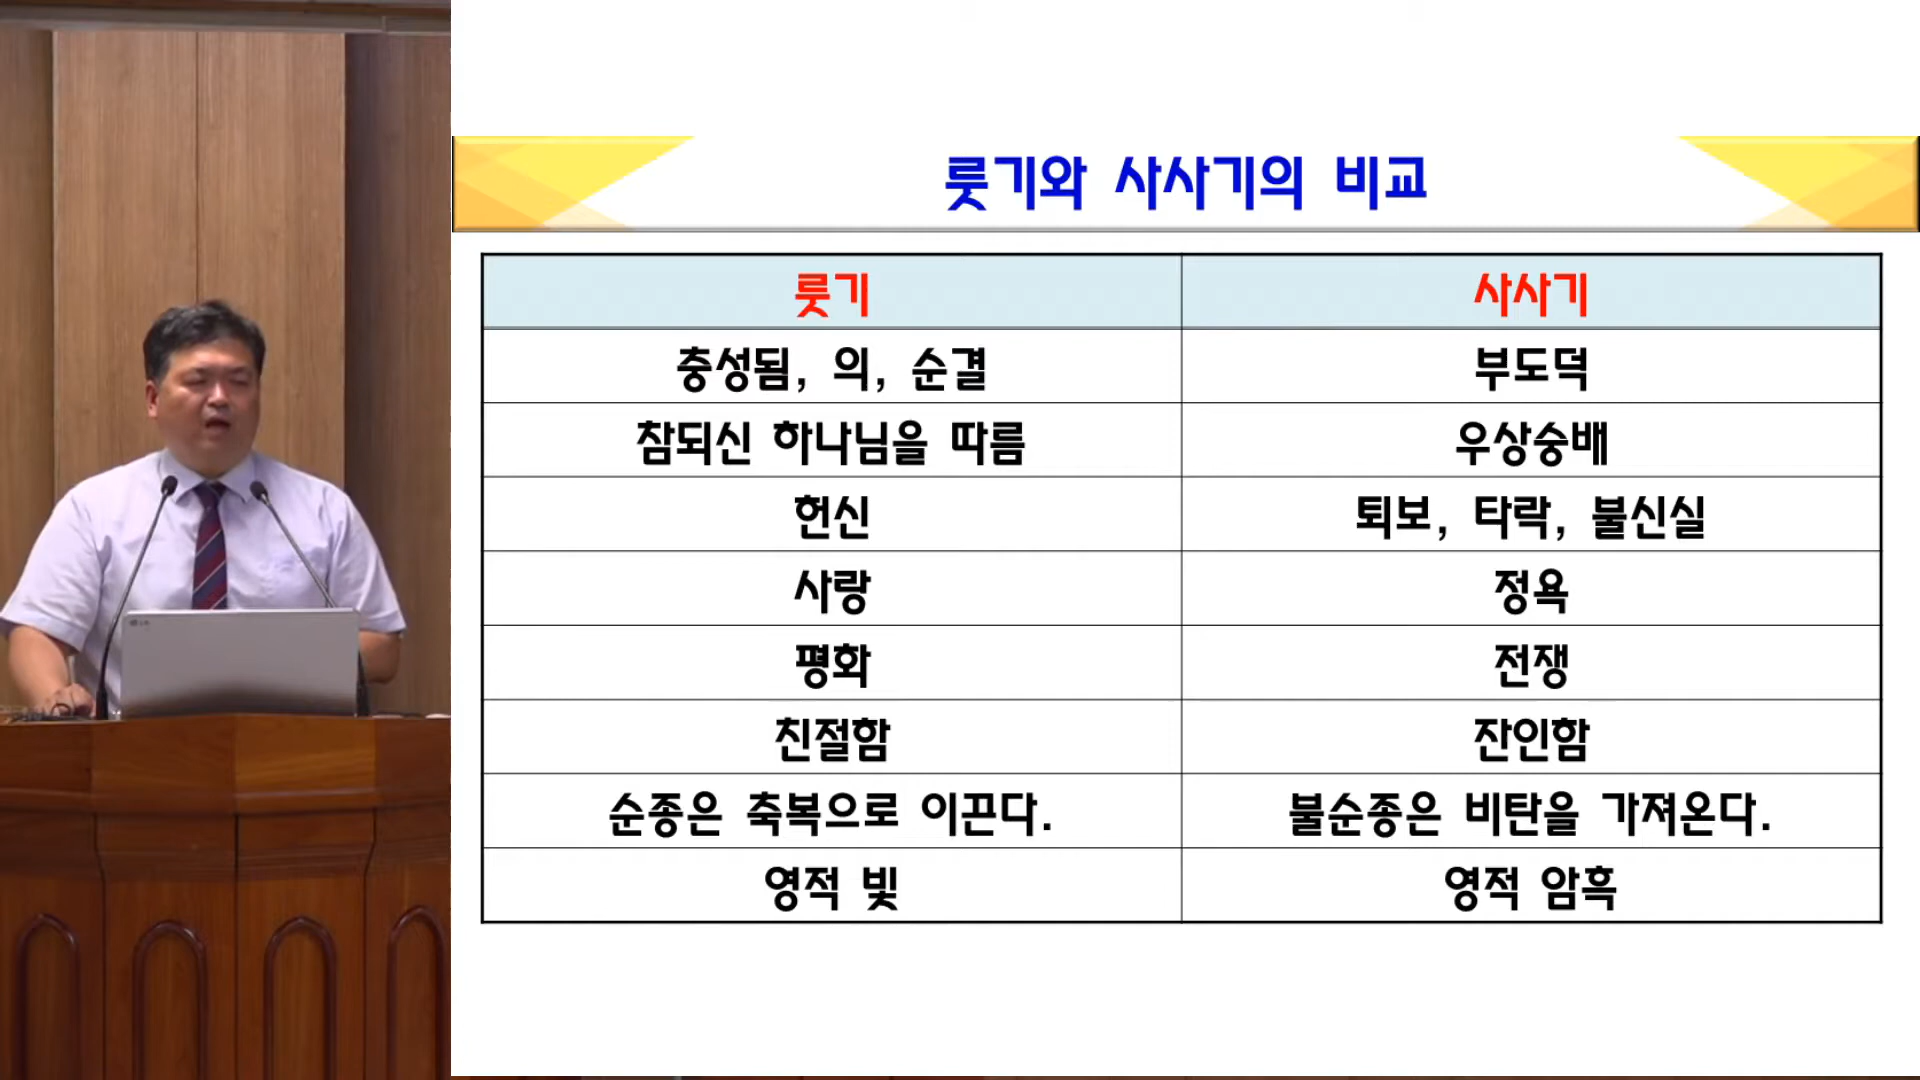 룻기와 사사기의 비교
룻기 사사기
충성됨, 의, 순결 부도덕
참되신 하나님을 따름 우상숭배
헌신 퇴보, 타락, 불신실
사랑 정욕
평화 전쟁
친절함 잔인함
순종은 축복으로 이끈다. 불순종은 비탄을 가져온다.
영적 빛 영적 암흑